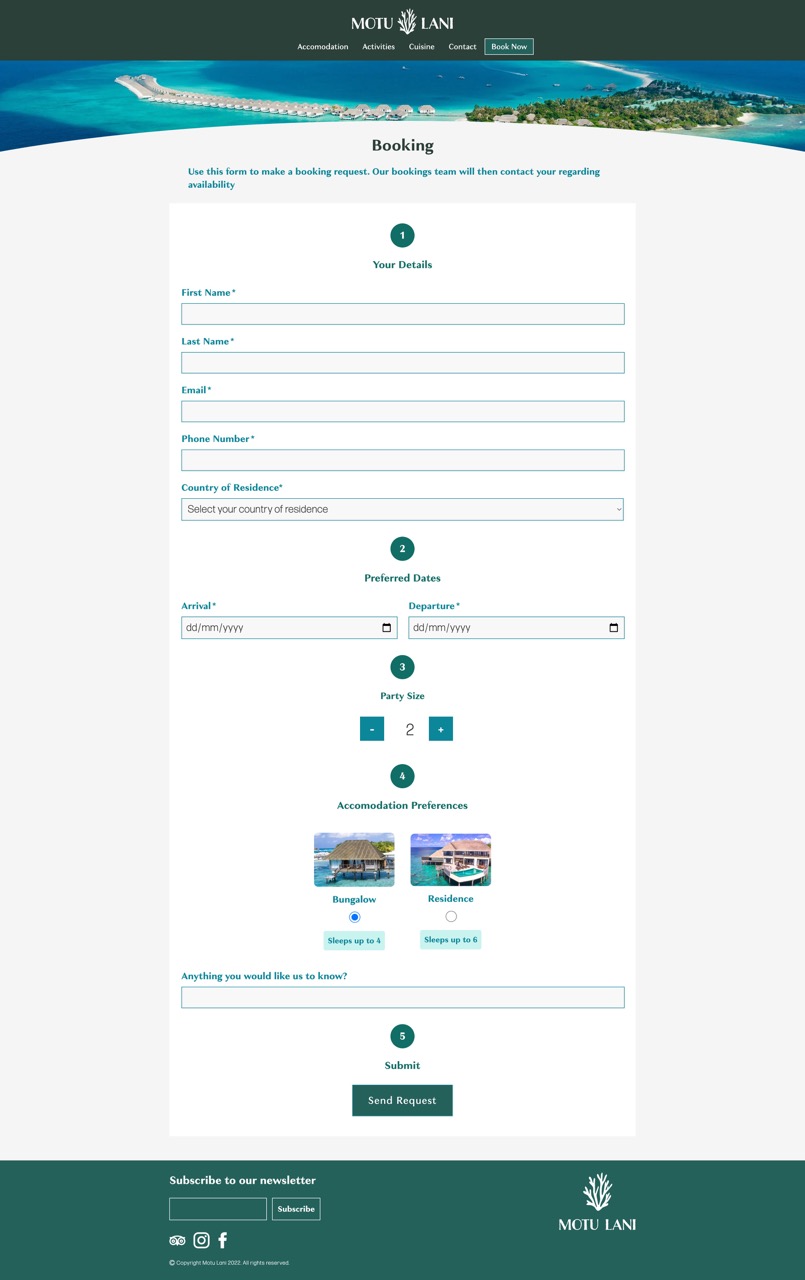 MOTU LANI
Accomodation Activities Cuisine Contact Book Now
Booking
Use this form to make a booking request. Our bookings team will then contact your regarding
availability
1
Your Details
First Name*
Last Name*
Email*
Phone Number*
Country of Residence*
Select your country of residence
2
Preferred Dates
Arrival* Departure*
dd/mm/yyyy dd/mm/yyyy
3
Party Size
- 2 +
4
Accomodation Preferences
Bungalow Residence
Sleeps up to 4 Sleeps up to 6
Anything you would like us to know?
5
Submit
Send Request
Subscribe to our newsletter
Subscribe
MOTU LANI
© Copyright Motu Lani 2022. All rights reserved.